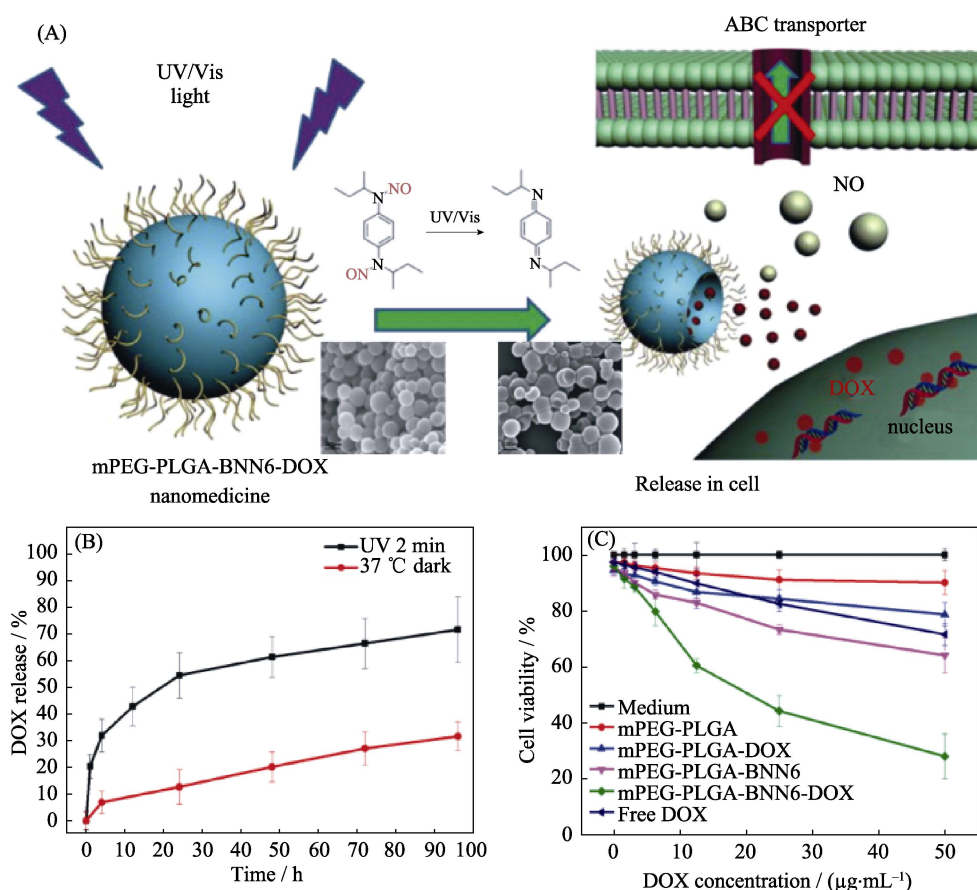 (A)
UV/Vis
light
ABC transporter
NO
UV/Vis
ON
NO
N
N
N
N
DOX
nucleus
mPEG-PLGA-BNN6-DOX
nanomedicine
Release in cell
(B)
UV 2 min
37 ℃ dark
100
90
80
70
60
50
40
30
20
10
0
DOX release / %
0 10 20 30 40 50 60 70 80 90 100
Time / h
(C)
100
80
60
40
20
0
Cell viability / %
Medium
mPEG-PLGA
mPEG-PLGA-DOX
mPEG-PLGA-BNN6
mPEG-PLGA-BNN6-DOX
Free DOX
0 10 20 30 40 50
DOX concentration / (μg·mL⁻¹)